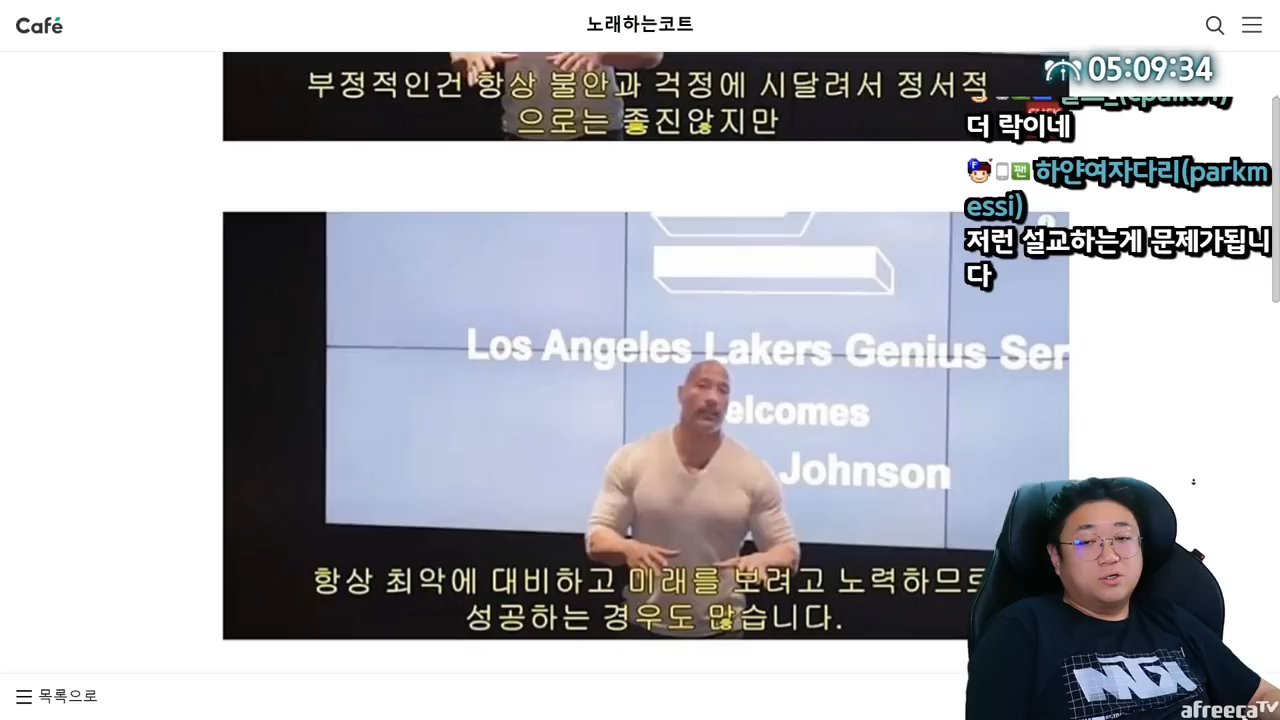 Café
노래하는코트
05:09:34
부정적인건 항상 불안과 걱정에 시달려서 정서적
으로는 좋진않지만
더 락이네
하얀여자다리(parkm
essi)
저런 설교하는게 문제가됩니
다
Los Angeles Lakers Genius Ser
elcomes
Johnson
항상 최악에 대비하고 미래를 보려고 노력하므로
성공하는 경우도 많습니다.
목록으로
afreecaTV